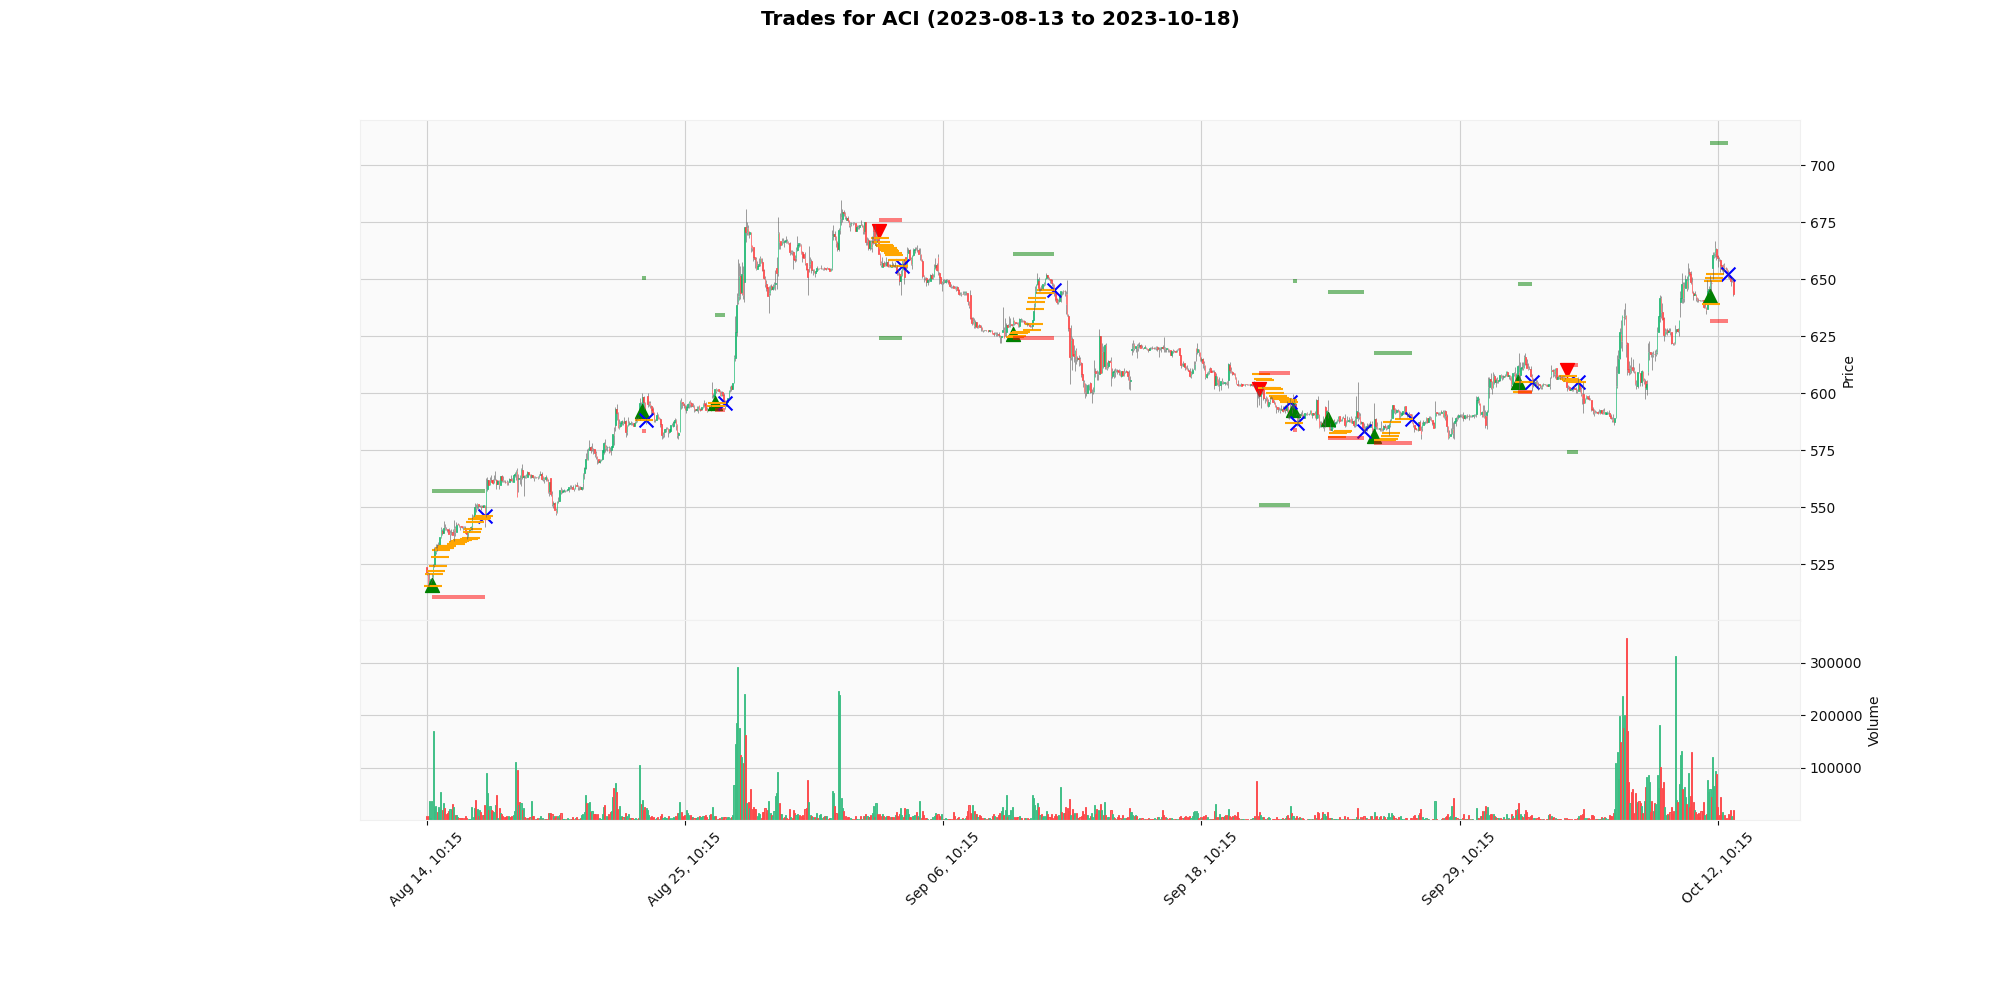 Trades for ACI (2023-08-13 to 2023-10-18)
700
675
650
625
600
575
550
525
Price
300000
200000
100000
Volume
Aug 14, 10:15
Aug 25, 10:15
Sep 06, 10:15
Sep 18, 10:15
Sep 29, 10:15
Oct 12, 10:15